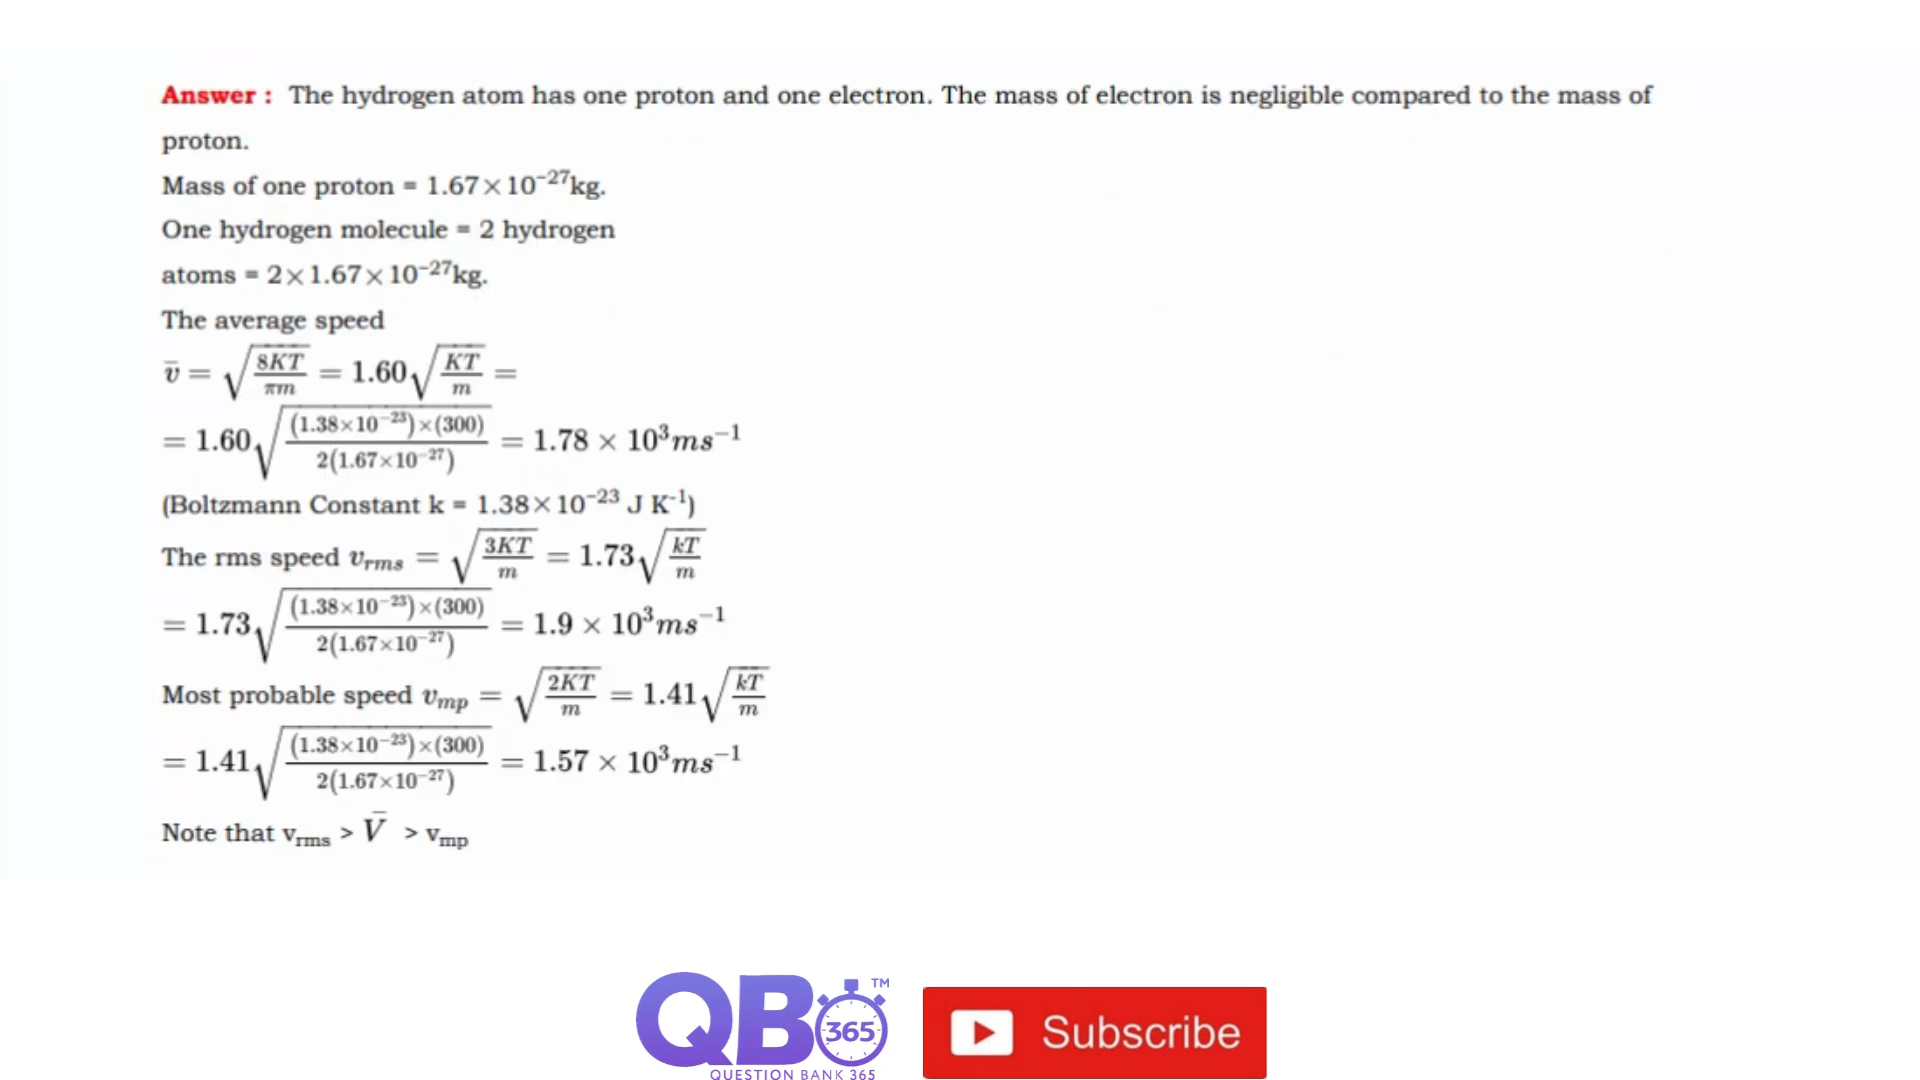 Answer : The hydrogen atom has one proton and one electron. The mass of electron is negligible compared to the mass of
proton.
Mass of one proton = 1.67×10⁻²⁷kg.
One hydrogen molecule = 2 hydrogen
atoms = 2×1.67×10⁻²⁷kg.
The average speed
v̄ = √(8KT/πm) = 1.60√(KT/m) =
= 1.60√((1.38×10⁻²³)×(300)/2(1.67×10⁻²⁷)) = 1.78 × 10³ms⁻¹
(Boltzmann Constant k = 1.38×10⁻²³ J K⁻¹)
The rms speed vrms = √(3KT/m) = 1.73√(kT/m)
= 1.73√((1.38×10⁻²³)×(300)/2(1.67×10⁻²⁷)) = 1.9 × 10³ms⁻¹
Most probable speed vmp = √(2KT/m) = 1.41√(kT/m)
= 1.41√((1.38×10⁻²³)×(300)/2(1.67×10⁻²⁷)) = 1.57 × 10³ms⁻¹
Note that vrms > V̄ > vmp
QB 365 ™
QUESTION BANK 365
Subscribe